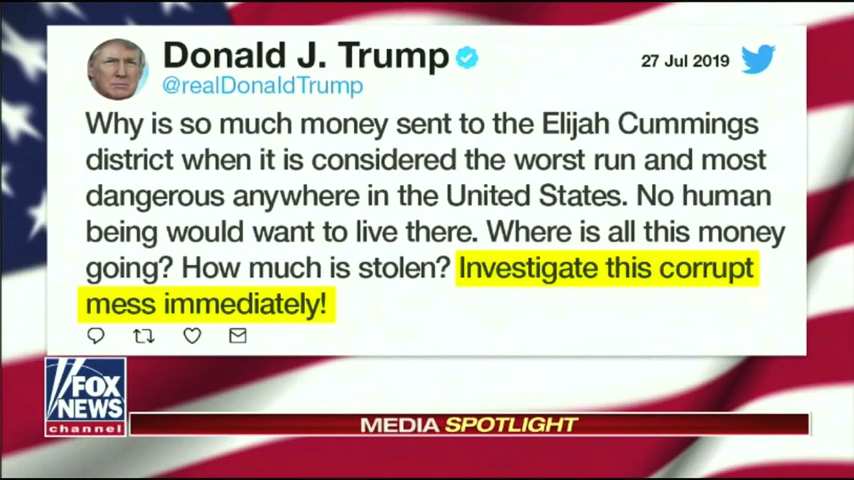 Donald J. Trump
27 Jul 2019
@realDonaldTrump
Why is so much money sent to the Elijah Cummings
district when it is considered the worst run and most
dangerous anywhere in the United States. No human
being would want to live there. Where is all this money
going? How much is stolen? Investigate this corrupt
mess immediately!
FOX
NEWS
channel
MEDIA SPOTLIGHT